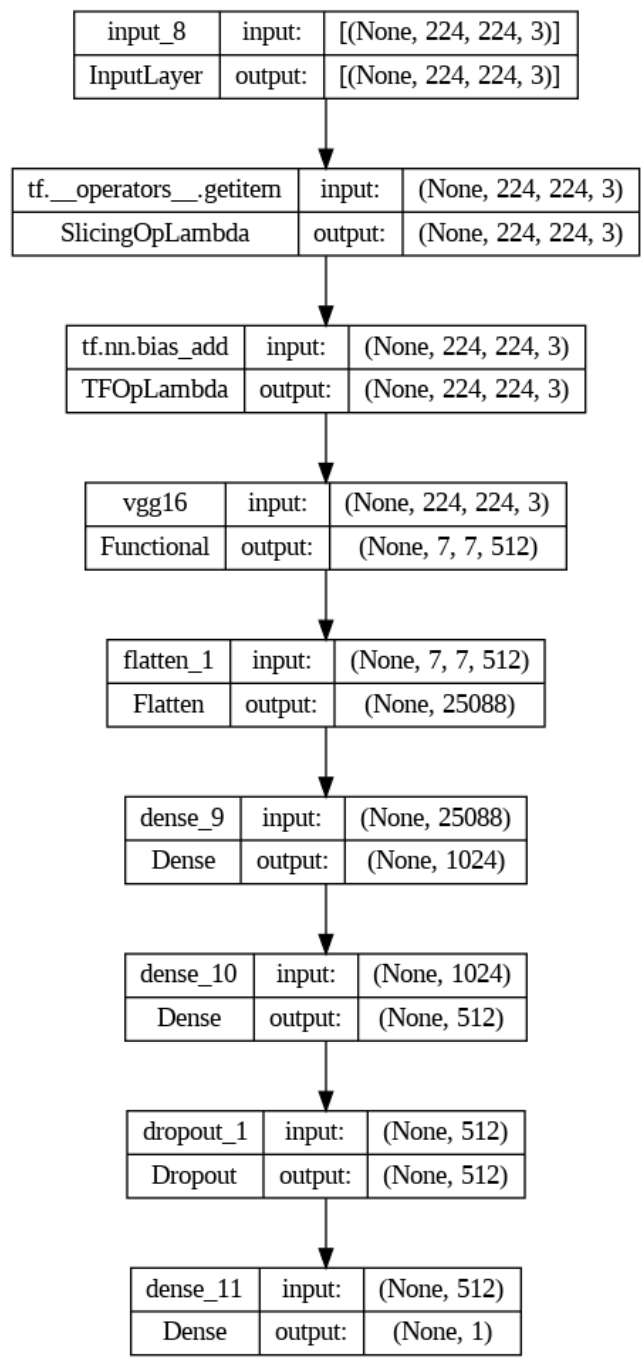 input_8 input: [(None, 224, 224, 3)]
InputLayer output: [(None, 224, 224, 3)]
tf.__operators__.getitem input: (None, 224, 224, 3)
SlicingOpLambda output: (None, 224, 224, 3)
tf.nn.bias_add input: (None, 224, 224, 3)
TFOpLambda output: (None, 224, 224, 3)
vgg16 input: (None, 224, 224, 3)
Functional output: (None, 7, 7, 512)
flatten_1 input: (None, 7, 7, 512)
Flatten output: (None, 25088)
dense_9 input: (None, 25088)
Dense output: (None, 1024)
dense_10 input: (None, 1024)
Dense output: (None, 512)
dropout_1 input: (None, 512)
Dropout output: (None, 512)
dense_11 input: (None, 512)
Dense output: (None, 1)